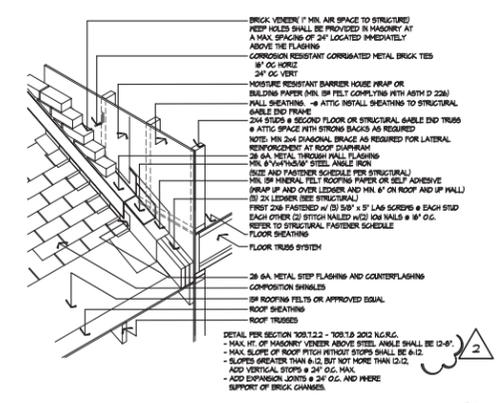 BRICK VENEER( 1" MIN. AIR SPACE TO STRUCTURE)
WEEP HOLES SHALL BE PROVIDED IN MASONRY AT
A MAX. SPACING OF 24" LOCATED IMMEDIATELY
ABOVE THE FLASHING
CORROSION RESISTANT CORRUGATED METAL BRICK TIES
16" OC HORIZ
24" OC VERT
MOISTURE RESISTANT BARRIER HOUSE WRAP OR
BUILDING PAPER (MIN. 15# FELT COMPLYING WITH ASTM D 226)
WALL SHEATHING. -@ ATTIC INSTALL SHEATHING TO STRUCTURAL
GABLE END FRAME
2X4 STUDS @ SECOND FLOOR OR STRUCTURAL GABLE END TRUSS
@ ATTIC SPACE WITH STRONG BACKS AS REQUIRED
NOTE: MIN 2x4 DIAGONAL BRACE AS REQUIRED FOR LATERAL
REINFORCEMENT AT ROOF DIAPHRAM
26 GA. METAL THROUGH WALL FLASHING
MIN. 6"x4"x5/16" STEEL ANGLE IRON
(SIZE AND FASTENER SCHEDULE PER STRUCTURAL)
MIN. 15# MINERAL FELT ROOFING PAPER OR SELF ADHESIVE
(WRAP UP AND OVER LEDGER AND MIN. 6" ON ROOF AND UP WALL)
(3) 2X LEDGER (SEE STRUCTURAL)
FIRST 2X6 FASTENED W/ (3) 5/8" x 5" LAG SCREWS @ EACH STUD
EACH OTHER (2) STITCH NAILED W/(2) 10d NAILS @ 16" O.C.
REFER TO STRUCTURAL FASTENER SCHEDULE
FLOOR SHEATHING
FLOOR TRUSS SYSTEM
26 GA. METAL STEP FLASHING AND COUNTERFLASHING
COMPOSITION SHINGLES
15# ROOFING FELTS OR APPROVED EQUAL
ROOF SHEATHING
ROOF TRUSSES
DETAIL PER SECTION 703.7.2.2 - 703.7.3 2012 N.C.R.C.
- MAX. HT. OF MASONRY VENEER ABOVE STEEL ANGLE SHALL BE 12'-8".
- MAX. SLOPE OF ROOF PITCH WITHOUT STOPS SHALL BE 6:12.
- SLOPES GREATER THAN 6:12, BUT NOT MORE THAN 12:12,
ADD VERTICAL STOPS @ 24" O.C. MAX.
- ADD EXPANSION JOINTS @ 24' O.C. AND WHERE
SUPPORT OF BRICK CHANGES.
2